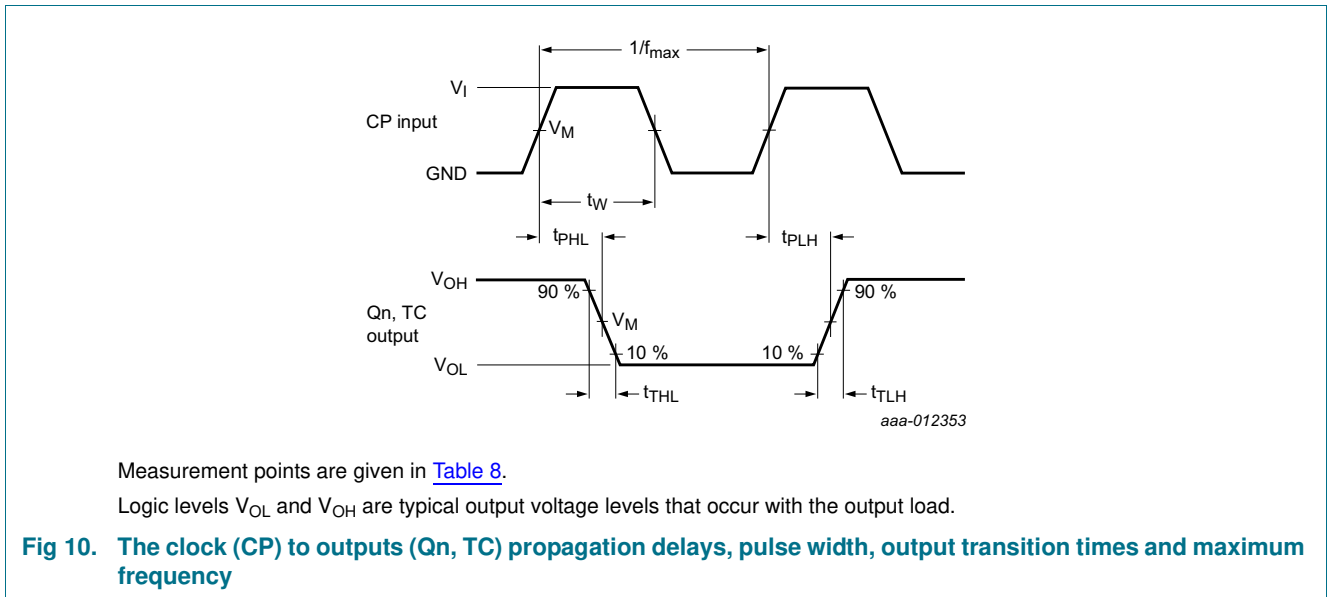 1/fmax
VI
CP input
VM
GND
tW
tPHL
tPLH
VOH
90 %
90 %
Qn, TC
output
VM
10 %
10 %
VOL
tTHL
tTLH
aaa-012353
Measurement points are given in Table 8.
Logic levels VOL and VOH are typical output voltage levels that occur with the output load.
Fig 10. The clock (CP) to outputs (Qn, TC) propagation delays, pulse width, output transition times and maximum
frequency